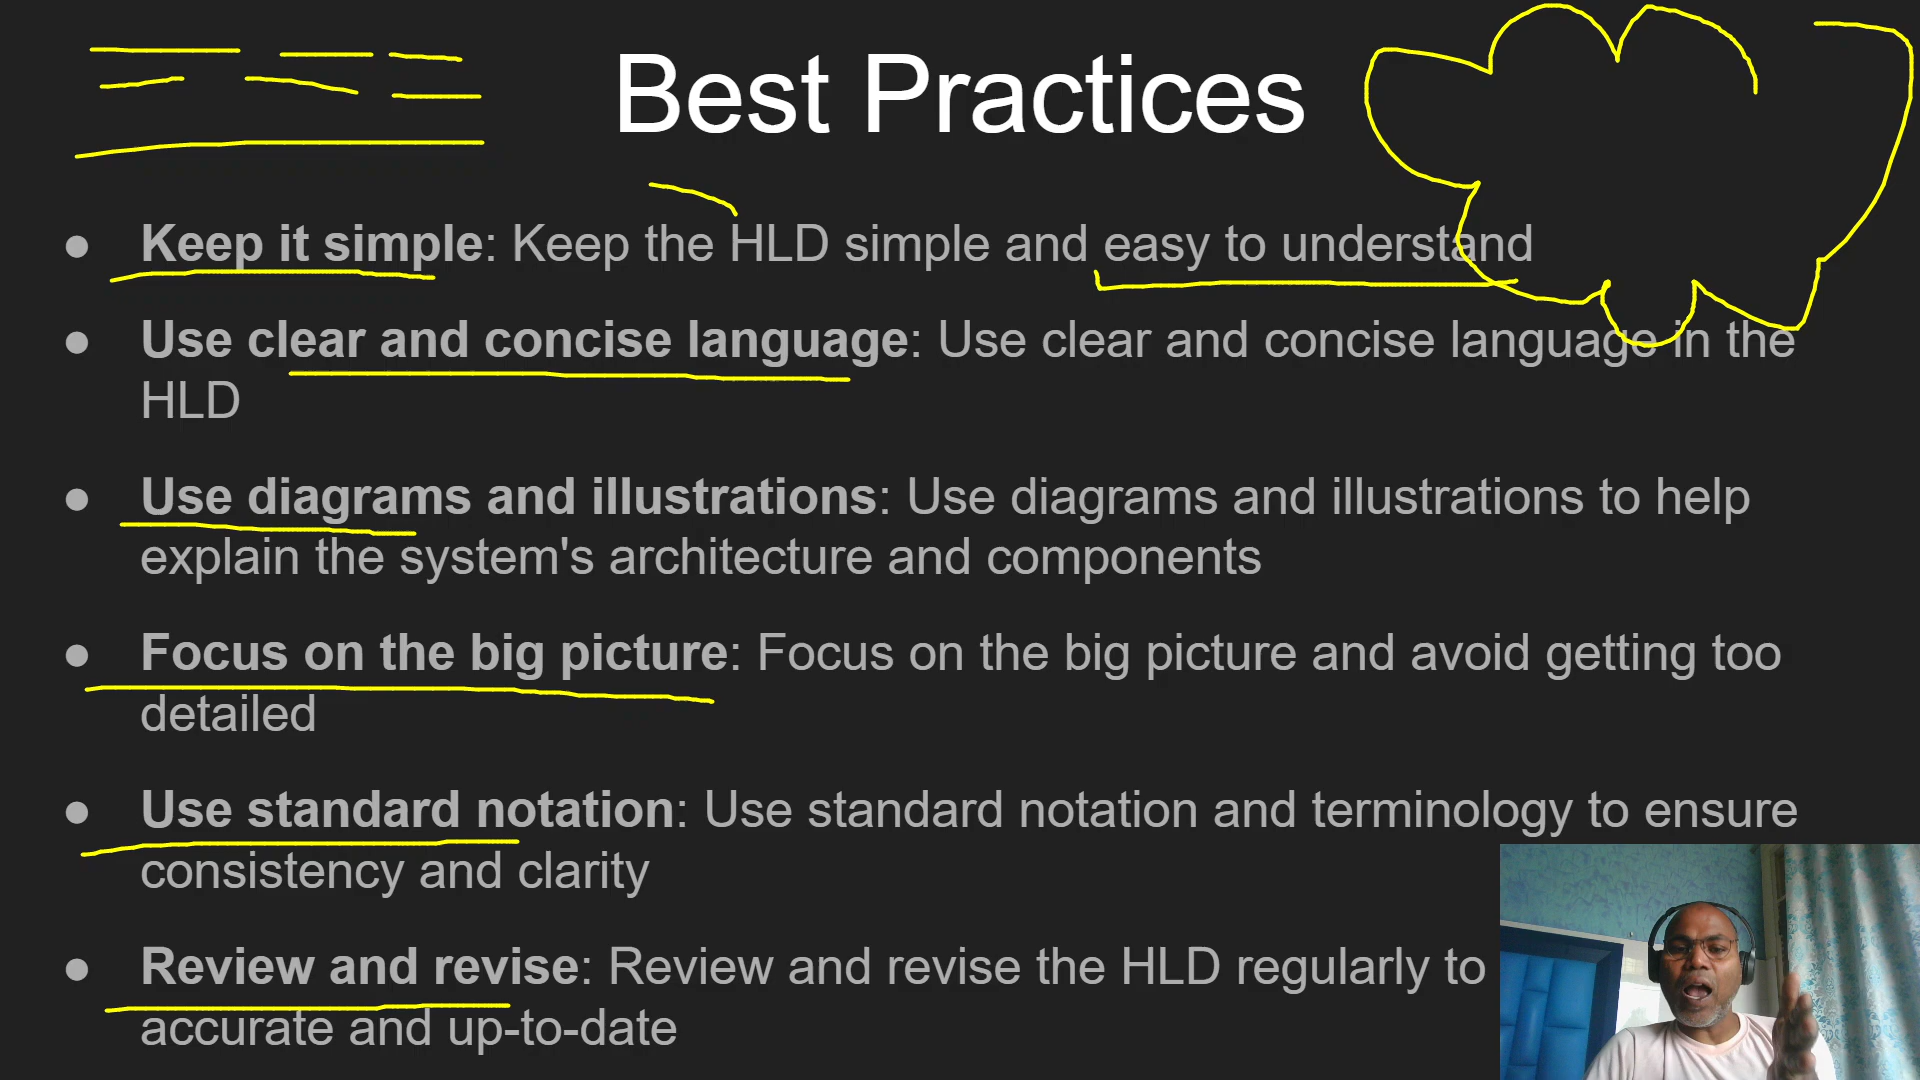 Best Practices
● Keep it simple: Keep the HLD simple and easy to understand
● Use clear and concise language: Use clear and concise language in the
HLD
● Use diagrams and illustrations: Use diagrams and illustrations to help
explain the system's architecture and components
● Focus on the big picture: Focus on the big picture and avoid getting too
detailed
● Use standard notation: Use standard notation and terminology to ensure
consistency and clarity
● Review and revise: Review and revise the HLD regularly to
accurate and up-to-date